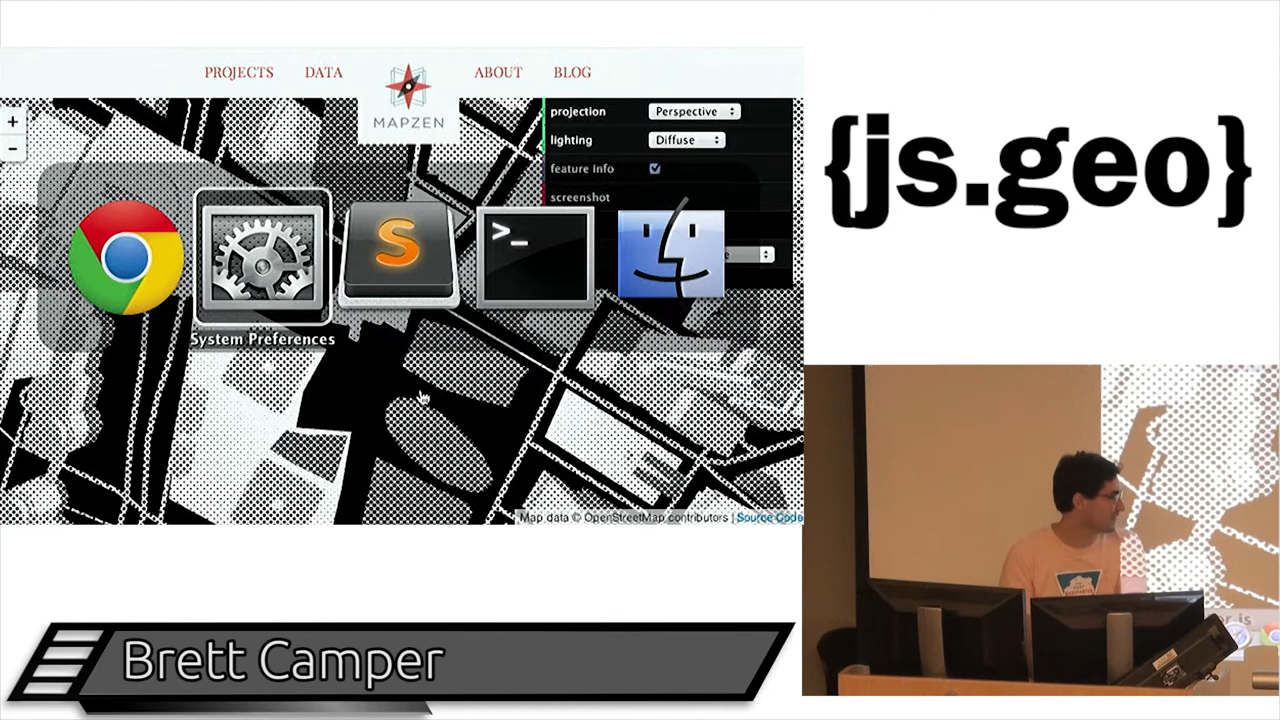 PROJECTS DATA ABOUT BLOG
MAPZEN
+
-
projection Perspective
lighting Diffuse
feature info
screenshot
e
S
>_
System Preferences
Map data © OpenStreetMap contributors | Source Code
{js.geo}
Brett Camper